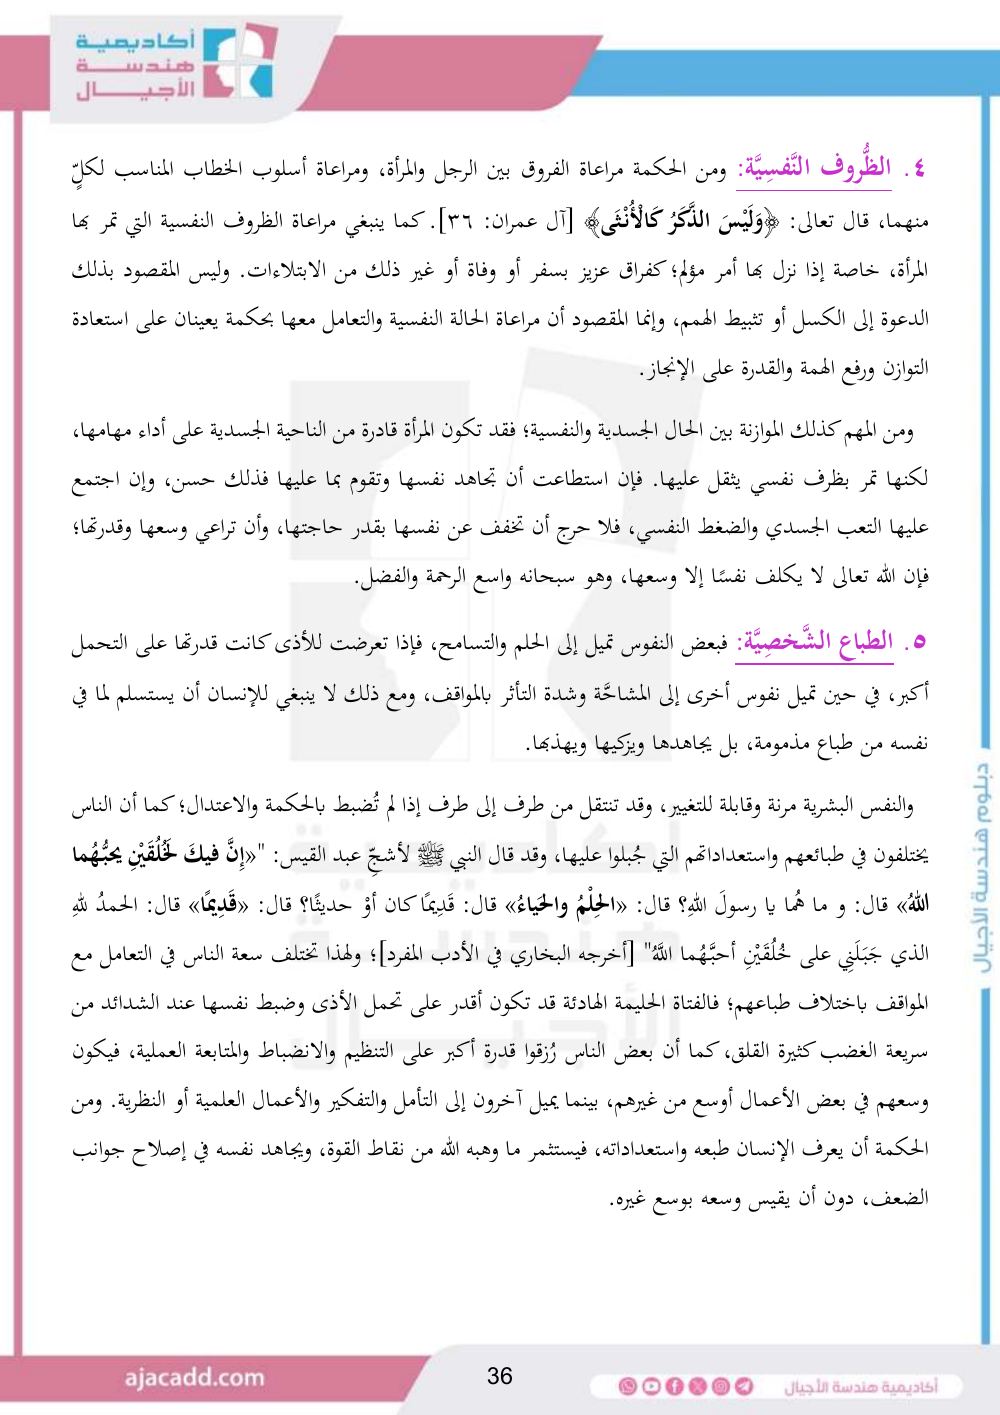 أكاديمية
هندسة
الأجيال
٤. الظُّروف النَّفسِيَّة: ومن الحكمة مراعاة الفروق بين الرجل والمرأة، ومراعاة أسلوب الخطاب المناسب لكلٍّ
منهما، قال تعالى: ﴿وَلَيْسَ الذَّكَرُ كَالْأُنْثَى﴾ [آل عمران: ٣٦]. كما ينبغي مراعاة الظروف النفسية التي تمر بها
المرأة، خاصة إذا نزل بها أمر مؤلم؛ كفراق عزيز بسفر أو وفاة أو غير ذلك من الابتلاءات. وليس المقصود بذلك
الدعوة إلى الكسل أو تثبيط الهمم، وإنما المقصود أن مراعاة الحالة النفسية والتعامل معها بحكمة يعينان على استعادة
التوازن ورفع الهمة والقدرة على الإنجاز.
ومن المهم كذلك الموازنة بين الحال الجسدية والنفسية؛ فقد تكون المرأة قادرة من الناحية الجسدية على أداء مهامها،
لكنها تمر بظرف نفسي يثقل عليها. فإن استطاعت أن تجاهد نفسها وتقوم بما عليها فذلك حسن، وإن اجتمع
عليها التعب الجسدي والضغط النفسي، فلا حرج أن تخفف عن نفسها بقدر حاجتها، وأن تراعي وسعها وقدرتها؛
فإن الله تعالى لا يكلف نفسًا إلا وسعها، وهو سبحانه واسع الرحمة والفضل.
٥. الطباع الشَّخصِيَّة: فبعض النفوس تميل إلى الحلم والتسامح، فإذا تعرضت للأذى كانت قدرتها على التحمل
أكبر، في حين تميل نفوس أخرى إلى المشاحَّة وشدة التأثر بالمواقف، ومع ذلك لا ينبغي للإنسان أن يستسلم لما في
نفسه من طباع مذمومة، بل يجاهدها ويزكيها ويهذبها.
والنفس البشرية مرنة وقابلة للتغيير، وقد تنتقل من طرف إلى طرف إذا لم تُضبط بالحكمة والاعتدال؛ كما أن الناس
يختلفون في طبائعهم واستعداداتهم التي جُبلوا عليها، وقد قال النبي ﷺ لأشجّ عبد القيس: "«إِنَّ فيكَ لَخُلُقَيْنِ يحبُّهُما
اللهُ» قال: و ما هُما يا رسولَ اللهِ؟ قال: «الحِلْمُ والحَياءُ» قال: قَدِيمًا كان أوْ حديثًا؟ قال: «قَدِيمًا» قال: الحمدُ للهِ
الذي جَبَلَنِي على خُلُقَيْنِ أحبَّهُما اللَّهُ" [أخرجه البخاري في الأدب المفرد]؛ ولهذا تختلف سعة الناس في التعامل مع
المواقف باختلاف طباعهم؛ فالفتاة الحليمة الهادئة قد تكون أقدر على تحمل الأذى وضبط نفسها عند الشدائد من
سريعة الغضب كثيرة القلق، كما أن بعض الناس رُزقوا قدرة أكبر على التنظيم والانضباط والمتابعة العملية، فيكون
وسعهم في بعض الأعمال أوسع من غيرهم، بينما يميل آخرون إلى التأمل والتفكير والأعمال العلمية أو النظرية. ومن
الحكمة أن يعرف الإنسان طبعه واستعداداته، فيستثمر ما وهبه الله من نقاط القوة، ويجاهد نفسه في إصلاح جوانب
الضعف، دون أن يقيس وسعه بوسع غيره.
دبلوم هندسة الأجيال
أكاديمية
هندسة
الأجيال
ajacadd.com
36
أكاديمية هندسة الأجيال